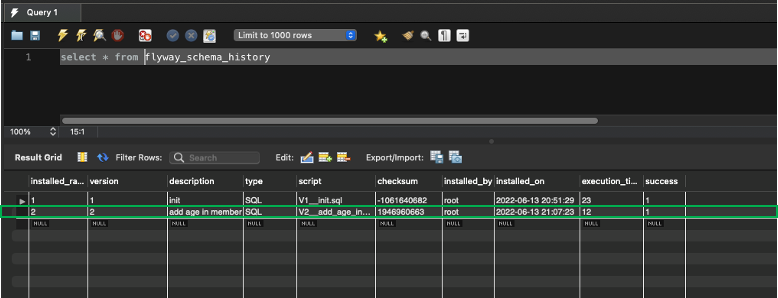 Query 1
Limit to 1000 rows
1 select * from flyway_schema_history
100% 15:1
Result Grid Filter Rows: Search Edit: Export/Import:
installed_ra... version description type script checksum installed_by installed_on execution_ti... success
1 1 init SQL V1__init.sql -1061640682 root 2022-06-13 20:51:29 23 1
2 2 add age in member SQL V2__add_age_in... 1946960663 root 2022-06-13 21:07:23 12 1
NULL NULL NULL NULL NULL NULL NULL NULL NULL NULL